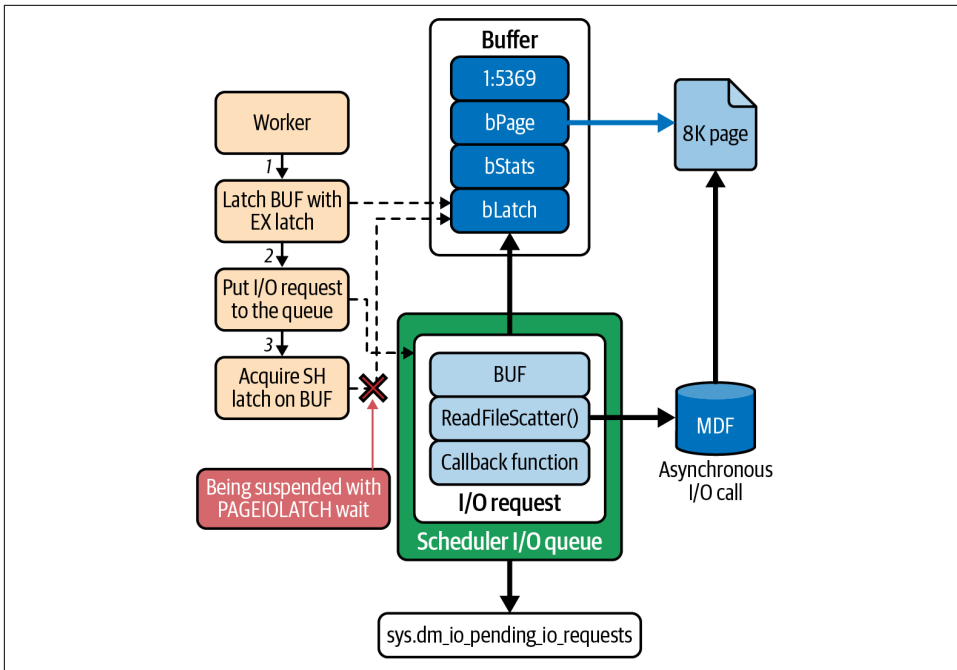 Buffer
1:5369
bPage
bStats
bLatch
8K page
Worker
1
Latch BUF with
EX latch
2
Put I/O request
to the queue
3
Acquire SH
latch on BUF
Being suspended with
PAGEIOLATCH wait
BUF
ReadFileScatter()
Callback function
I/O request
Scheduler I/O queue
MDF
Asynchronous
I/O call
sys.dm_io_pending_io_requests